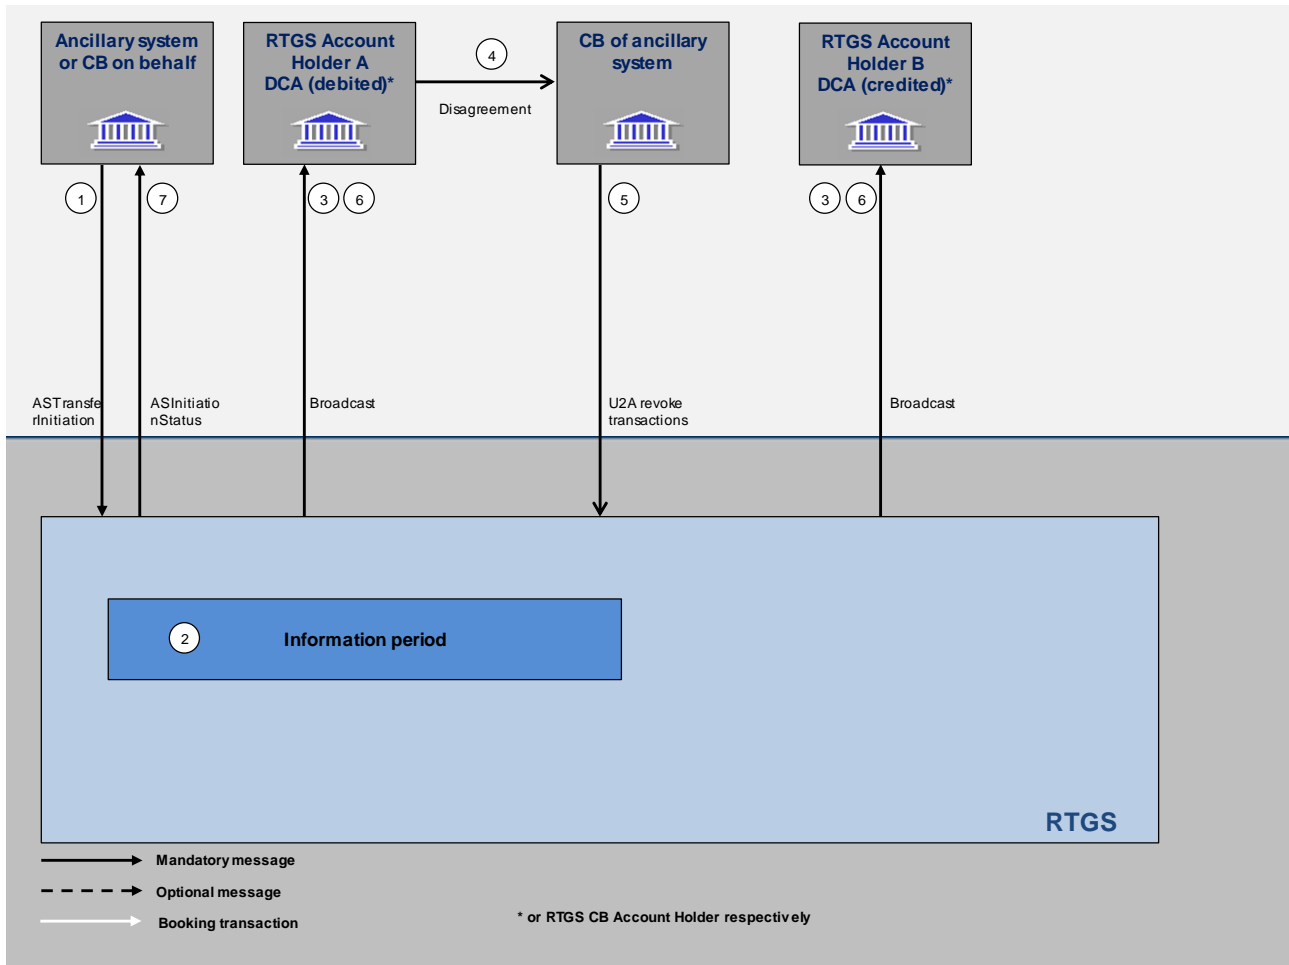 Ancillary system
or CB on behalf
RTGS Account
Holder A
DCA (debited)*
4
Disagreement
CB of ancillary
system
RTGS Account
Holder B
DCA (credited)*
1
7
3
6
5
3
6
ASTransfe
rInitiation
ASInitiatio
nStatus
Broadcast
U2A revoke
transactions
Broadcast
2
Information period
RTGS
Mandatory message
Optional message
Booking transaction
* or RTGS CB Account Holder respectively